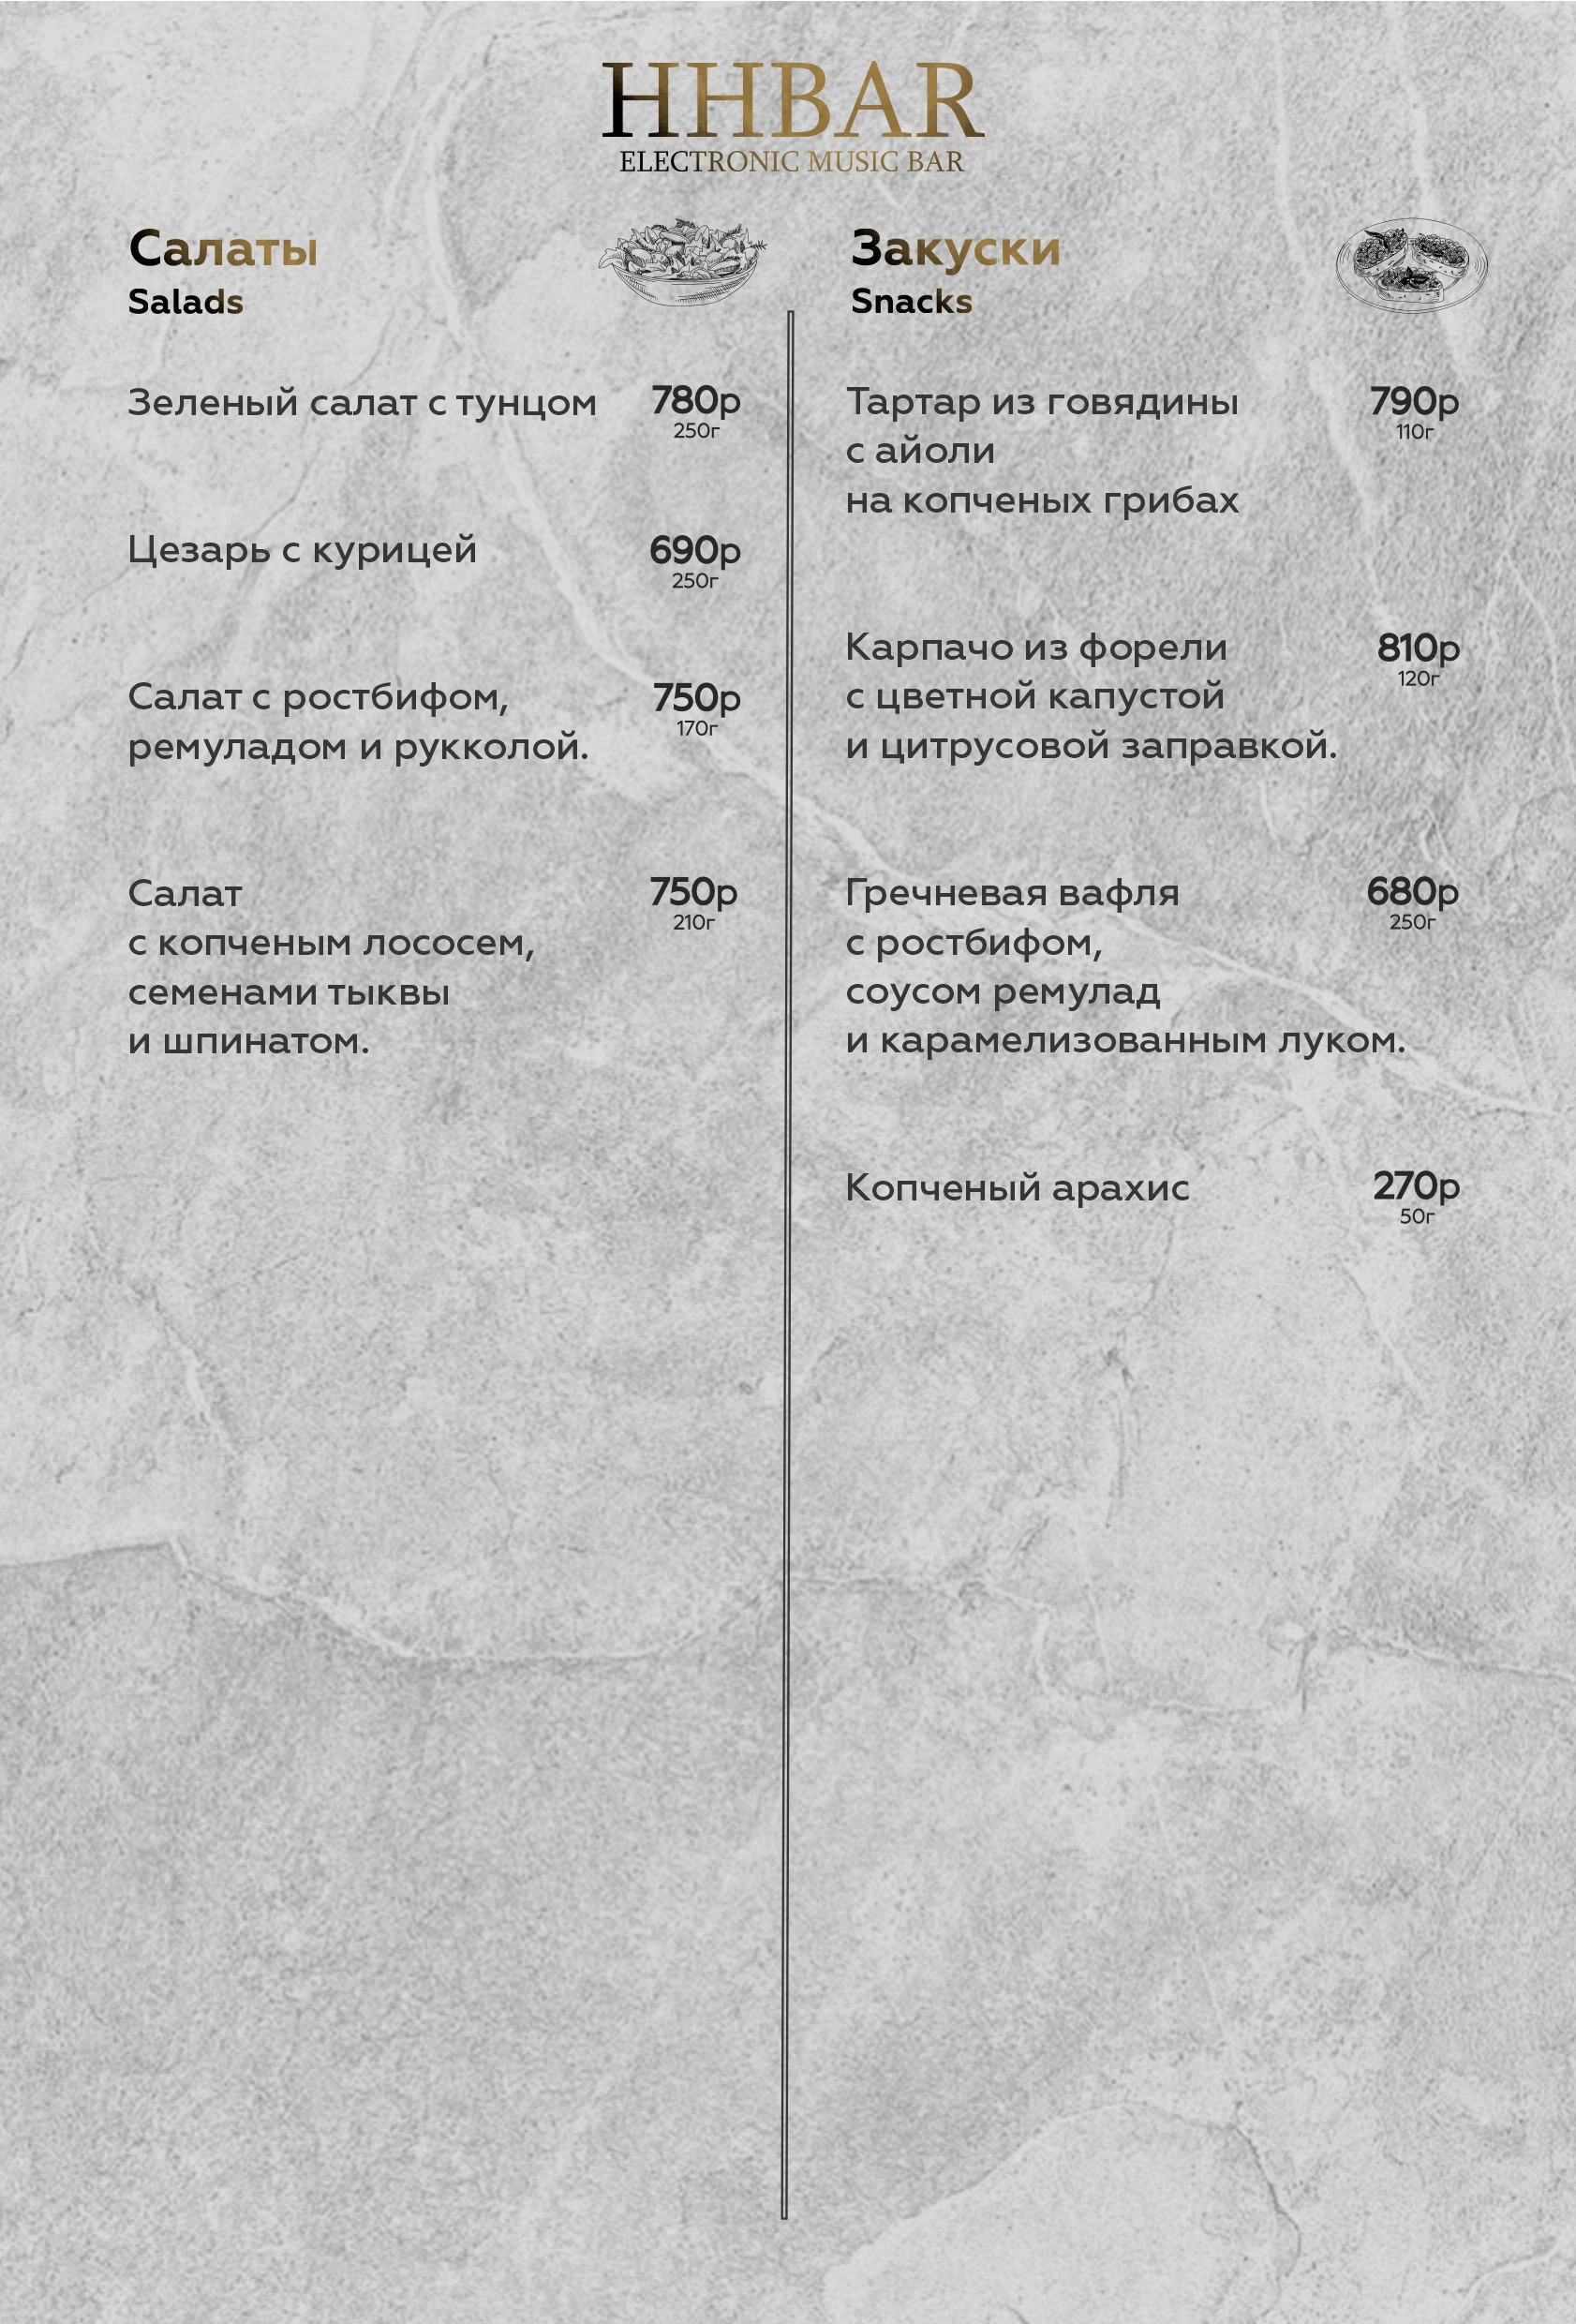 HHBAR
ELECTRONIC MUSIC BAR
Салаты
Salads
Зеленый салат с тунцом 780р
250г
Цезарь с курицей 690р
250г
Салат с ростбифом, 750р
170г
ремуладом и рукколой.
Салат 750р
210г
с копченым лососем,
семенами тыквы
и шпинатом.
Закуски
Snacks
Тартар из говядины 790р
110г
с айоли
на копченых грибах
Карпачо из форели 810р
120г
с цветной капустой
и цитрусовой заправкой.
Гречневая вафля 680р
250г
с ростбифом,
соусом ремулад
и карамелизованным луком.
Копченый арахис 270р
50г